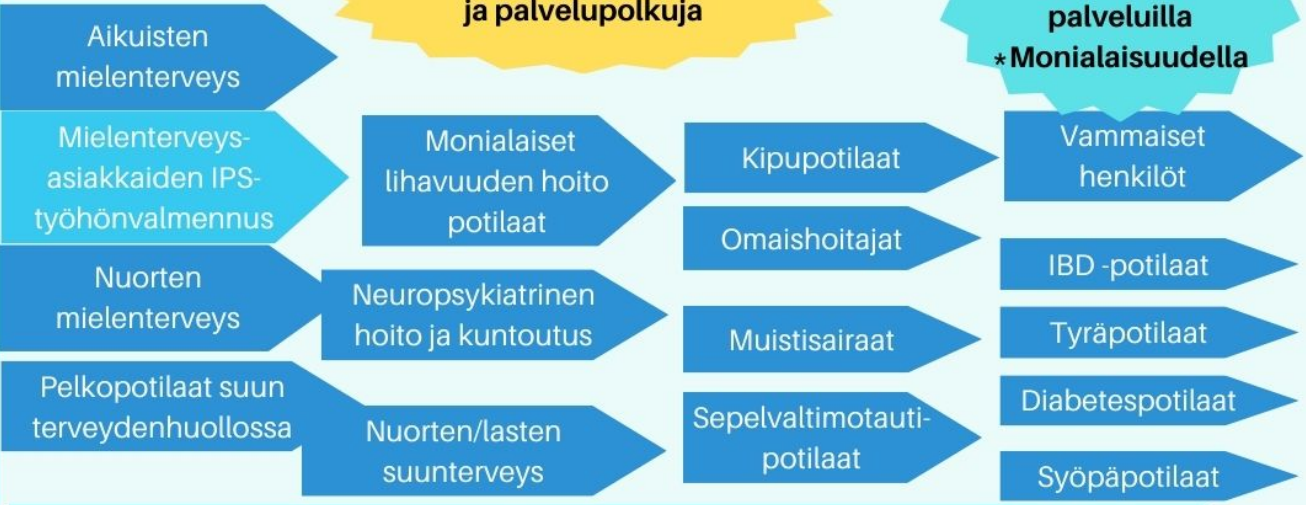 ja palvelupolkuja
palveluilla
*Monialaisuudella
Aikuisten
mielenterveys
Mielenterveys-
asiakkaiden IPS-
työhönvalmennus
Nuorten
mielenterveys
Pelkopotilaat suun
terveydenhuollossa
Monialaiset
lihavuuden hoito
potilaat
Neuropsykiatrinen
hoito ja kuntoutus
Nuorten/lasten
suunterveys
Kipupotilaat
Omaishoitajat
Muistisairaat
Sepelvaltimotauti-
potilaat
Vammaiset
henkilöt
IBD -potilaat
Tyräpotilaat
Diabetespotilaat
Syöpäpotilaat